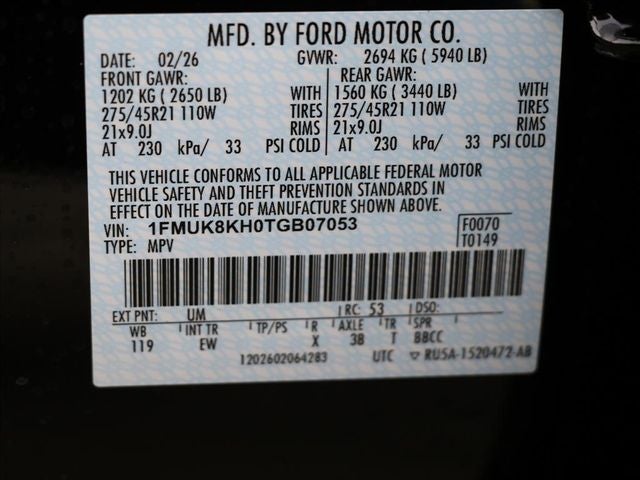 MFD. BY FORD MOTOR CO.
DATE: 02/26 GVWR: 2694 KG ( 5940 LB)
FRONT GAWR: REAR GAWR:
1202 KG ( 2650 LB) WITH 1560 KG ( 3440 LB) WITH
275/45R21 110W TIRES 275/45R21 110W TIRES
21x9.0J RIMS 21x9.0J RIMS
AT 230 kPa/ 33 PSI COLD AT 230 kPa/ 33 PSI COLD
THIS VEHICLE CONFORMS TO ALL APPLICABLE FEDERAL MOTOR
VEHICLE SAFETY AND THEFT PREVENTION STANDARDS IN
EFFECT ON THE DATE OF MANUFACTURE SHOWN ABOVE.
VIN: 1FMUK8KH0TGB07053 F0070
TYPE: MPV T0149
EXT PNT: UM RC: 53 DSO:
WB INT TR TP/PS R AXLE TR SPR
119 EW X 38 T 88CC
1202602064283 UTC ▽ RU5A-1520472-AB